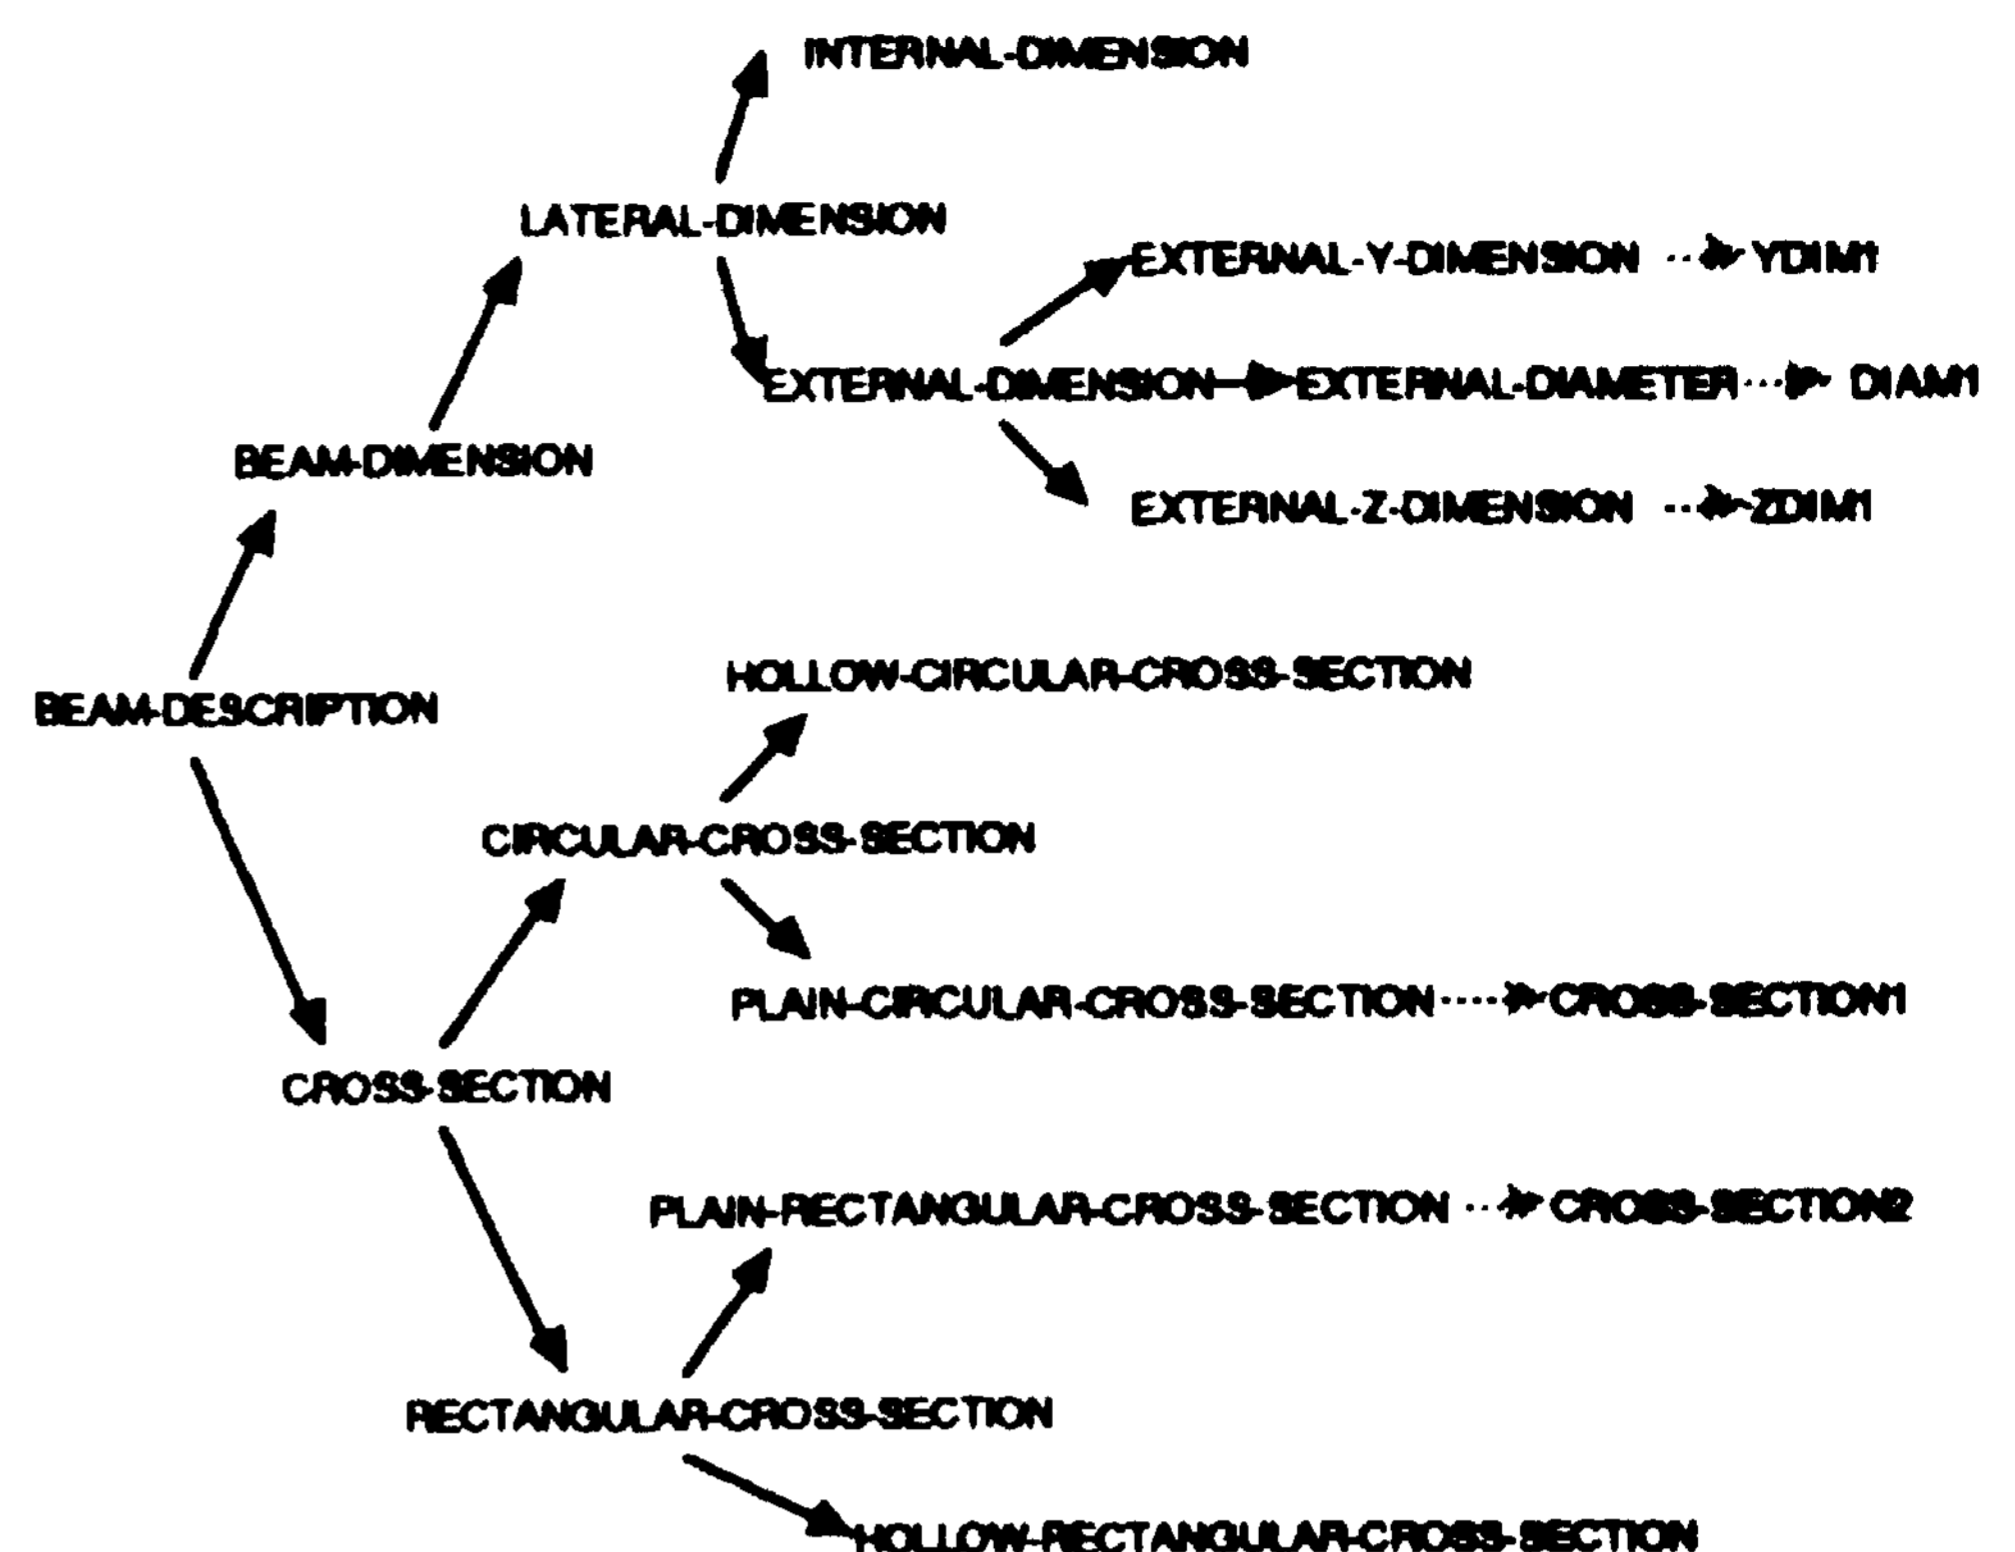 INTERNAL-DIMENSION
LATERAL-DIMENSION
EXTERNAL-Y-DIMENSION YDIM1
EXTERNAL-DIMENSION EXTERNAL-DIAMETER DIAM1
BEAM-DIMENSION
EXTERNAL-Z-DIMENSION ZDIM1
HOLLOW-CIRCULAR-CROSS-SECTION
BEAM-DESCRIPTION
CIRCULAR-CROSS-SECTION
PLAIN-CIRCULAR-CROSS-SECTION CROSS-SECTION1
CROSS-SECTION
PLAIN-RECTANGULAR-CROSS-SECTION CROSS-SECTION2
RECTANGULAR-CROSS-SECTION
HOLLOW-RECTANGULAR-CROSS-SECTION